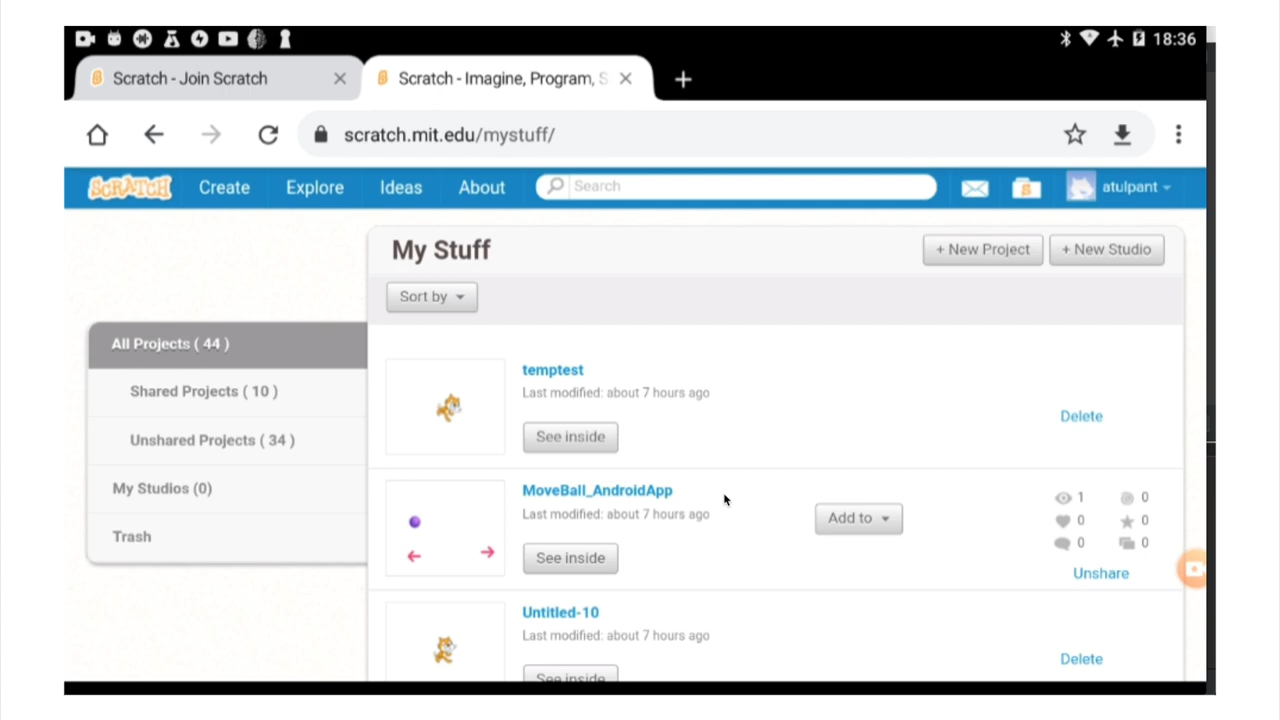 18:36
Scratch - Join Scratch
Scratch - Imagine, Program, S
scratch.mit.edu/mystuff/
SCRATCH Create Explore Ideas About Search atulpant
My Stuff + New Project + New Studio
Sort by
All Projects ( 44 )
Shared Projects ( 10 )
Unshared Projects ( 34 )
My Studios (0)
Trash
temptest
Last modified: about 7 hours ago
See inside
Delete
MoveBall_AndroidApp
Last modified: about 7 hours ago
See inside
Add to
1 0
0 0
0 0
Unshare
Untitled-10
Last modified: about 7 hours ago
See inside
Delete